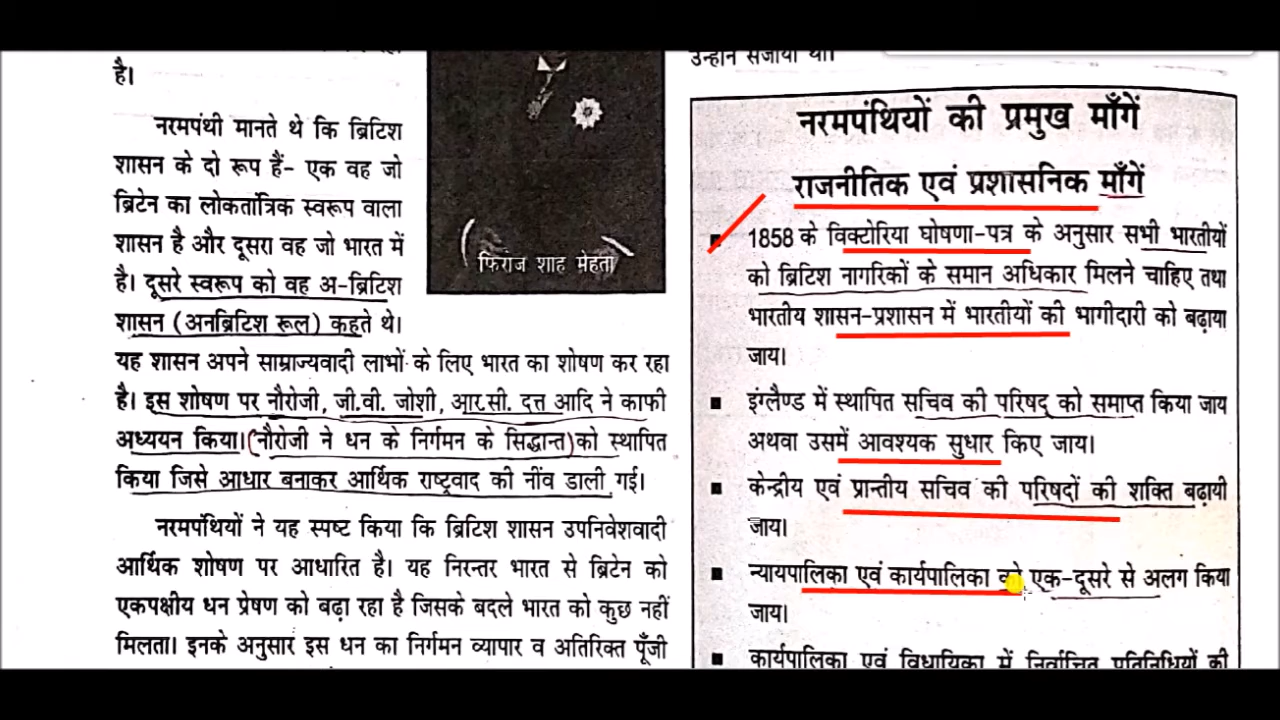 है।
नरमपंथी मानते थे कि ब्रिटिश
शासन के दो रूप हैं- एक वह जो
ब्रिटेन का लोकतांत्रिक स्वरूप वाला
शासन है और दूसरा वह जो भारत में
है। दूसरे स्वरूप को वह अ-ब्रिटिश
शासन (अनब्रिटिश रूल) कहते थे।
यह शासन अपने साम्राज्यवादी लाभों के लिए भारत का शोषण कर रहा
है। इस शोषण पर नौरोजी, जी.वी. जोशी, आर.सी. दत्त आदि ने काफी
अध्ययन किया। नौरोजी ने धन के निर्गमन के सिद्धान्त को स्थापित
किया जिसे आधार बनाकर आर्थिक राष्ट्रवाद की नींव डाली गई।
नरमपंथियों ने यह स्पष्ट किया कि ब्रिटिश शासन उपनिवेशवादी
आर्थिक शोषण पर आधारित है। यह निरन्तर भारत से ब्रिटेन को
एकपक्षीय धन प्रेषण को बढ़ा रहा है जिसके बदले भारत को कुछ नहीं
मिलता। इनके अनुसार इस धन का निर्गमन व्यापार व अतिरिक्त पूँजी
फिरोज शाह मेहता
उन्होंने सजाया था।
नरमपंथियों की प्रमुख माँगें
राजनीतिक एवं प्रशासनिक माँगें
1858 के विक्टोरिया घोषणा-पत्र के अनुसार सभी भारतीयों
को ब्रिटिश नागरिकों के समान अधिकार मिलने चाहिए तथा
भारतीय शासन-प्रशासन में भारतीयों की भागीदारी को बढ़ाया
जाय।
▪ इंग्लैण्ड में स्थापित सचिव की परिषद् को समाप्त किया जाय
अथवा उसमें आवश्यक सुधार किए जाय।
▪ केन्द्रीय एवं प्रान्तीय सचिव की परिषदों की शक्ति बढ़ायी
जाय।
▪ न्यायपालिका एवं कार्यपालिका को एक-दूसरे से अलग किया
जाय।
कार्यपालिका एवं विधायिका में निर्वाचित प्रतिनिधियों की